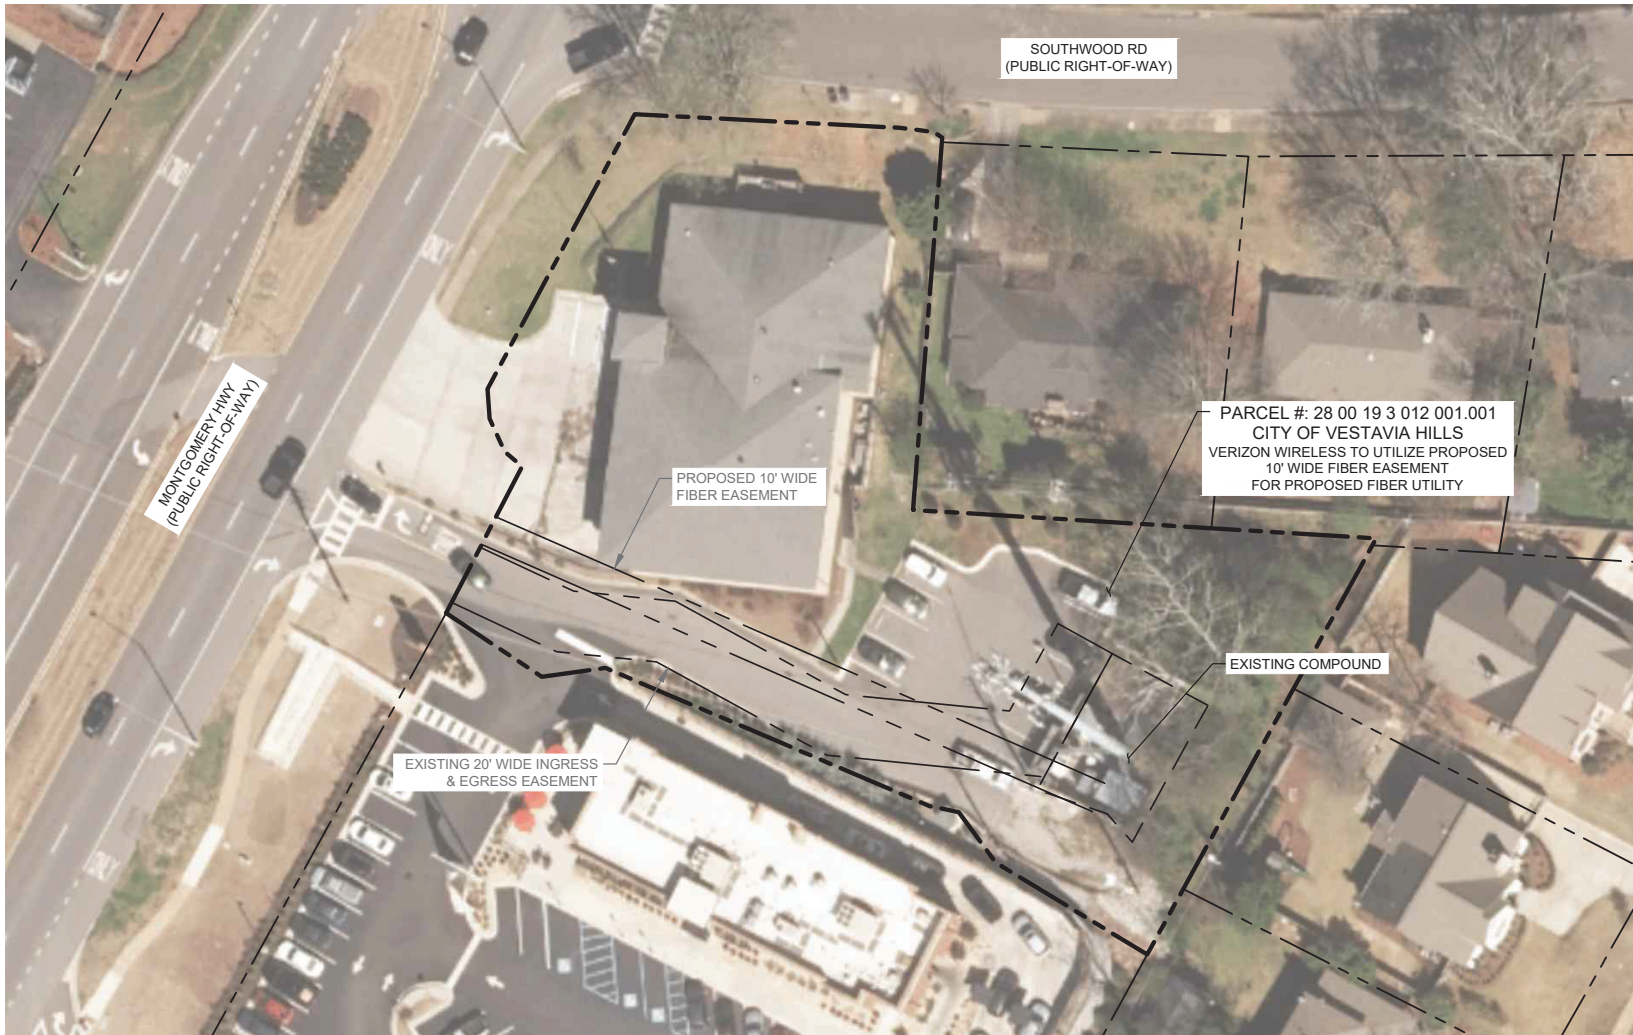 SOUTHWOOD RD
(PUBLIC RIGHT-OF-WAY)
MONTGOMERY HWY
(PUBLIC RIGHT-OF-WAY)
PARCEL #: 28 00 19 3 012 001.001
CITY OF VESTAVIA HILLS
VERIZON WIRELESS TO UTILIZE PROPOSED
10' WIDE FIBER EASEMENT
FOR PROPOSED FIBER UTILITY
PROPOSED 10' WIDE
FIBER EASEMENT
EXISTING COMPOUND
EXISTING 20' WIDE INGRESS
& EGRESS EASEMENT